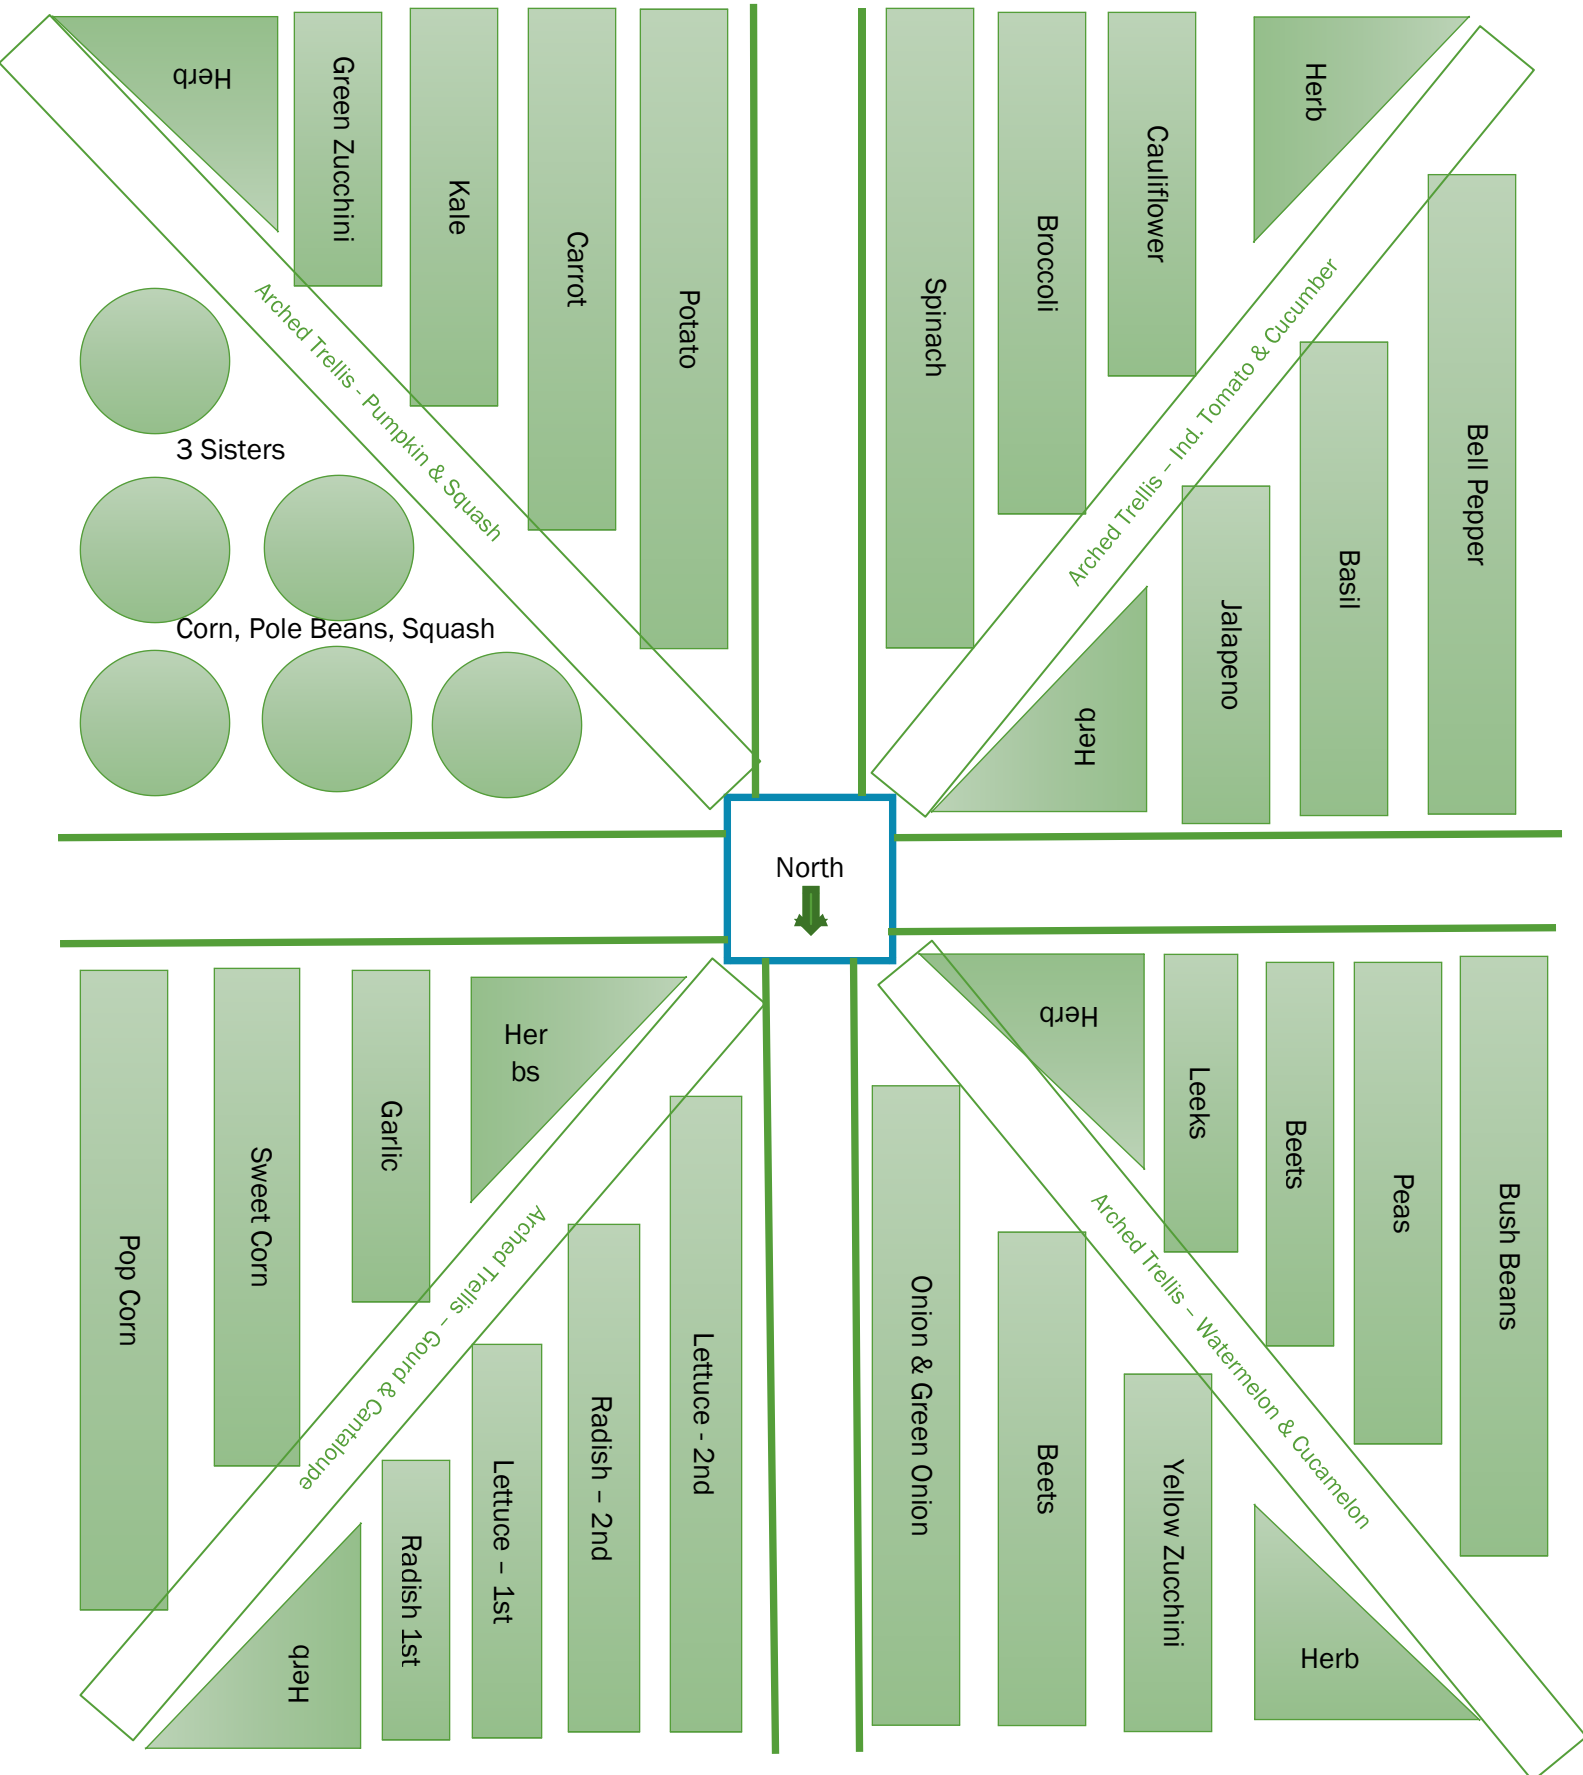 Herb
Green Zucchini
Kale
Carrot
Potato
Arched Trellis - Pumpkin & Squash
3 Sisters
Corn, Pole Beans, Squash
Spinach
Broccoli
Cauliflower
Herb
Arched Trellis – Ind. Tomato & Cucumber
Herb
Jalapeno
Basil
Bell Pepper
North
Pop Corn
Sweet Corn
Garlic
Her
bs
Arched Trellis – Gourd & Cantaloupe
Herb
Radish 1st
Lettuce – 1st
Radish – 2nd
Lettuce - 2nd
Herb
Leeks
Beets
Peas
Bush Beans
Arched Trellis – Watermelon & Cucamelon
Onion & Green Onion
Beets
Yellow Zucchini
Herb